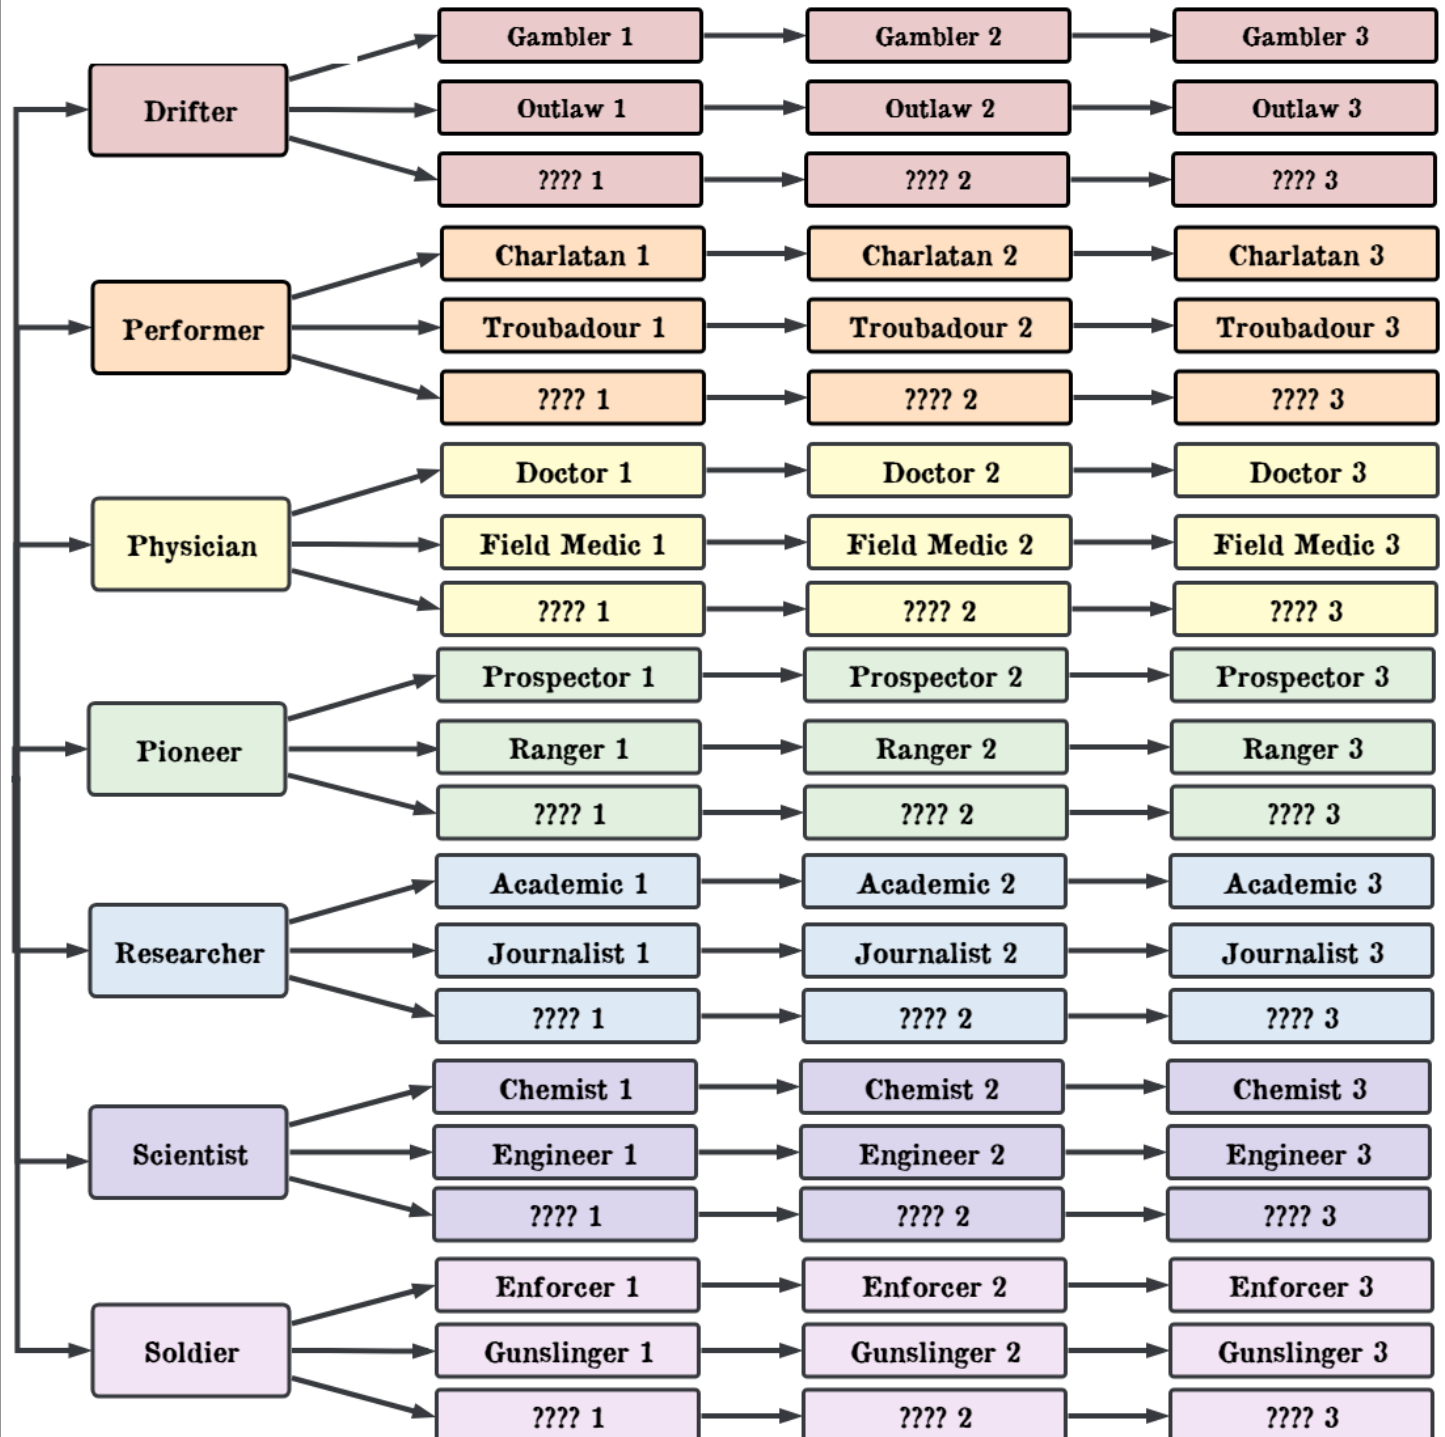 Gambler 1 Gambler 2 Gambler 3
Drifter Outlaw 1 Outlaw 2 Outlaw 3
???? 1 ???? 2 ???? 3
Charlatan 1 Charlatan 2 Charlatan 3
Performer Troubadour 1 Troubadour 2 Troubadour 3
???? 1 ???? 2 ???? 3
Doctor 1 Doctor 2 Doctor 3
Physician Field Medic 1 Field Medic 2 Field Medic 3
???? 1 ???? 2 ???? 3
Prospector 1 Prospector 2 Prospector 3
Pioneer Ranger 1 Ranger 2 Ranger 3
???? 1 ???? 2 ???? 3
Academic 1 Academic 2 Academic 3
Researcher Journalist 1 Journalist 2 Journalist 3
???? 1 ???? 2 ???? 3
Chemist 1 Chemist 2 Chemist 3
Scientist Engineer 1 Engineer 2 Engineer 3
???? 1 ???? 2 ???? 3
Enforcer 1 Enforcer 2 Enforcer 3
Soldier Gunslinger 1 Gunslinger 2 Gunslinger 3
???? 1 ???? 2 ???? 3